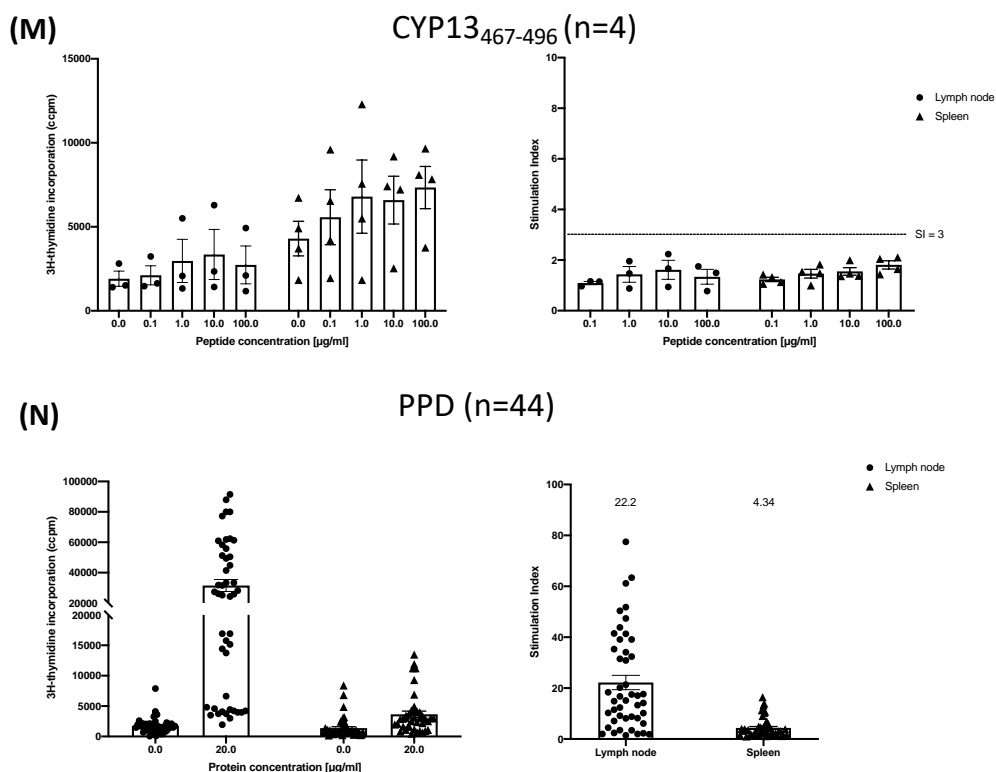 (M)
CYP13467-496 (n=4)
3H-thymidine incorporation (ccpm)
15000
10000
5000
0
0.0 0.1 1.0 10.0 100.0 0.0 0.1 1.0 10.0 100.0
Peptide concentration [µg/ml]
Stimulation Index
10
8
6
4
2
0
SI = 3
0.1 1.0 10.0 100.0 0.1 1.0 10.0 100.0
Peptide concentration [µg/ml]
Lymph node
Spleen
(N)
PPD (n=44)
3H-thymidine incorporation (ccpm)
100000
80000
60000
40000
20000
20000
15000
10000
5000
0
0.0 20.0 0.0 20.0
Protein concentration [µg/ml]
Stimulation Index
100
80
60
40
20
0
22.2 4.34
Lymph node Spleen
Lymph node
Spleen